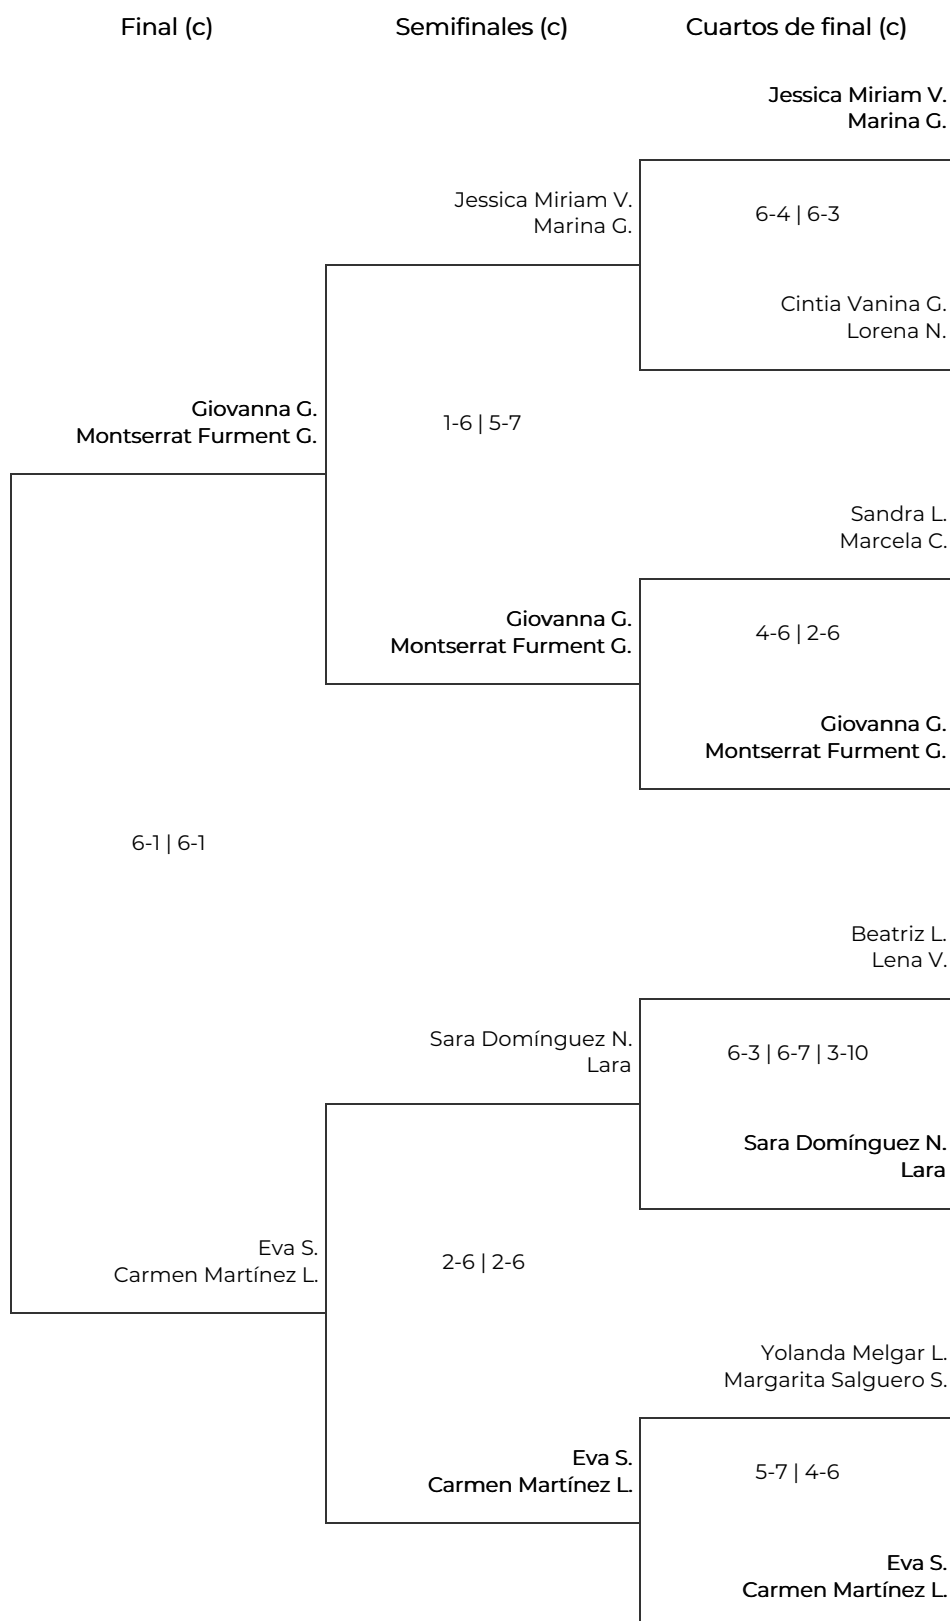 Final (c)
Semifinales (c)
Cuartos de final (c)
Jessica Miriam V.
Marina G.
Jessica Miriam V.
Marina G.
6-4 | 6-3
Cintia Vanina G.
Lorena N.
Giovanna G.
Montserrat Furment G.
1-6 | 5-7
Sandra L.
Marcela C.
Giovanna G.
Montserrat Furment G.
4-6 | 2-6
Giovanna G.
Montserrat Furment G.
6-1 | 6-1
Beatriz L.
Lena V.
Sara Domínguez N.
Lara
6-3 | 6-7 | 3-10
Sara Domínguez N.
Lara
Eva S.
Carmen Martínez L.
2-6 | 2-6
Yolanda Melgar L.
Margarita Salguero S.
Eva S.
Carmen Martínez L.
5-7 | 4-6
Eva S.
Carmen Martínez L.